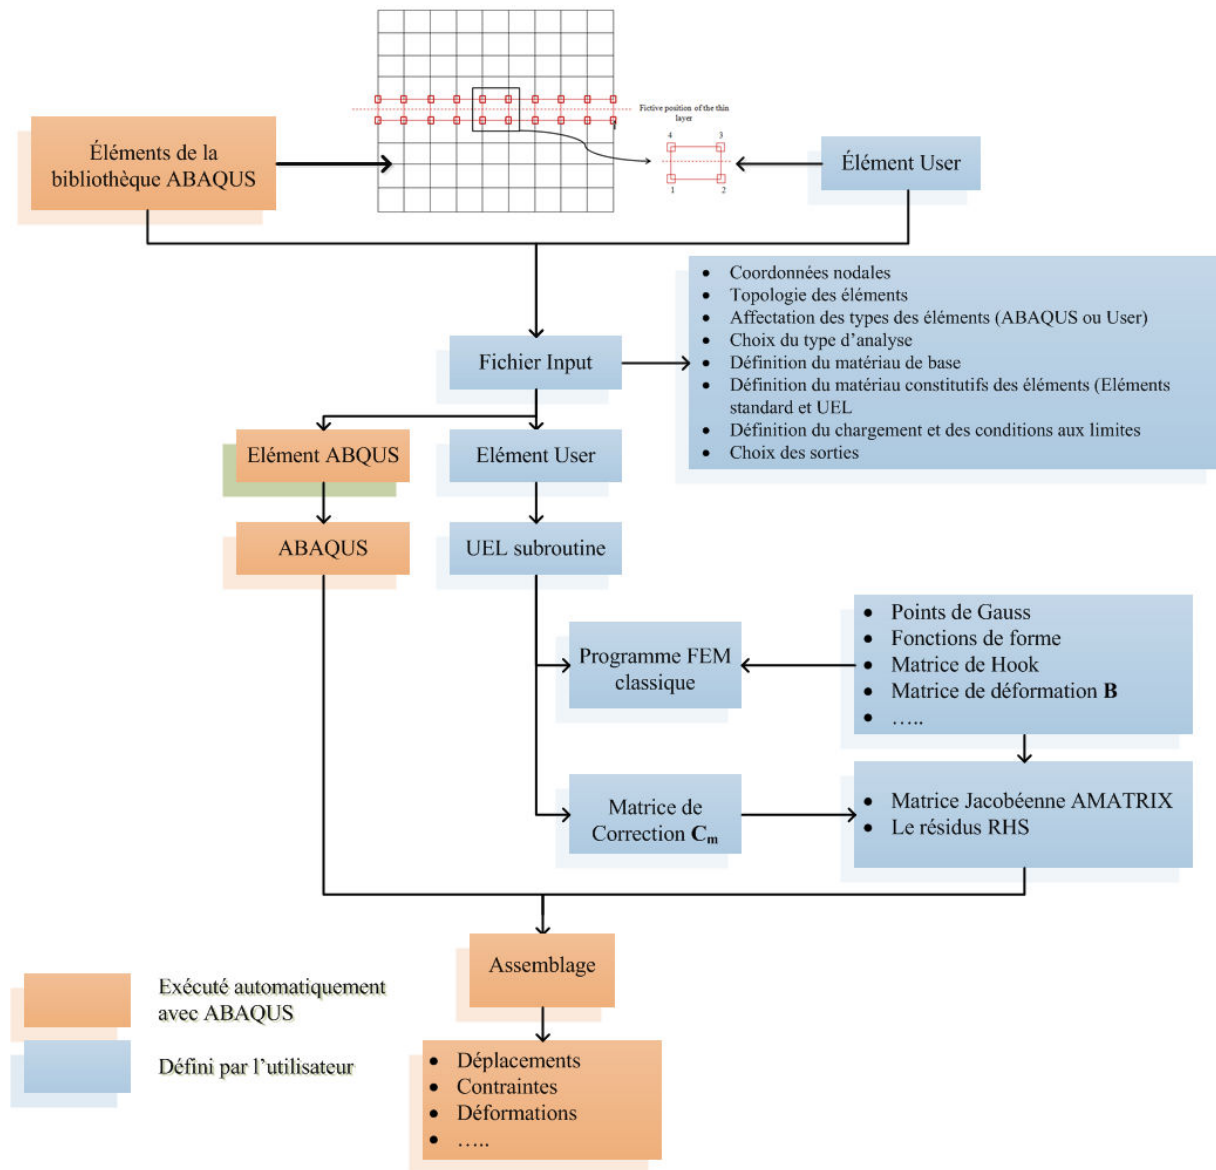 Fictive position of the thin
layer
4 3
1 2
Éléments de la
bibliothèque ABAQUS
Élément User
• Coordonnées nodales
• Topologie des éléments
• Affectation des types des éléments (ABAQUS ou User)
• Choix du type d'analyse
• Définition du matériau de base
• Définition du matériau constitutifs des éléments (Eléments
standard et UEL
• Définition du chargement et des conditions aux limites
• Choix des sorties
Fichier Input
Elément ABQUS
Elément User
ABAQUS
UEL subroutine
Programme FEM
classique
• Points de Gauss
• Fonctions de forme
• Matrice de Hook
• Matrice de déformation B
• …..
Matrice de
Correction Cm
• Matrice Jacobéenne AMATRIX
• Le résidus RHS
Assemblage
• Déplacements
• Contraintes
• Déformations
• …..
Exécuté automatiquement
avec ABAQUS
Défini par l'utilisateur